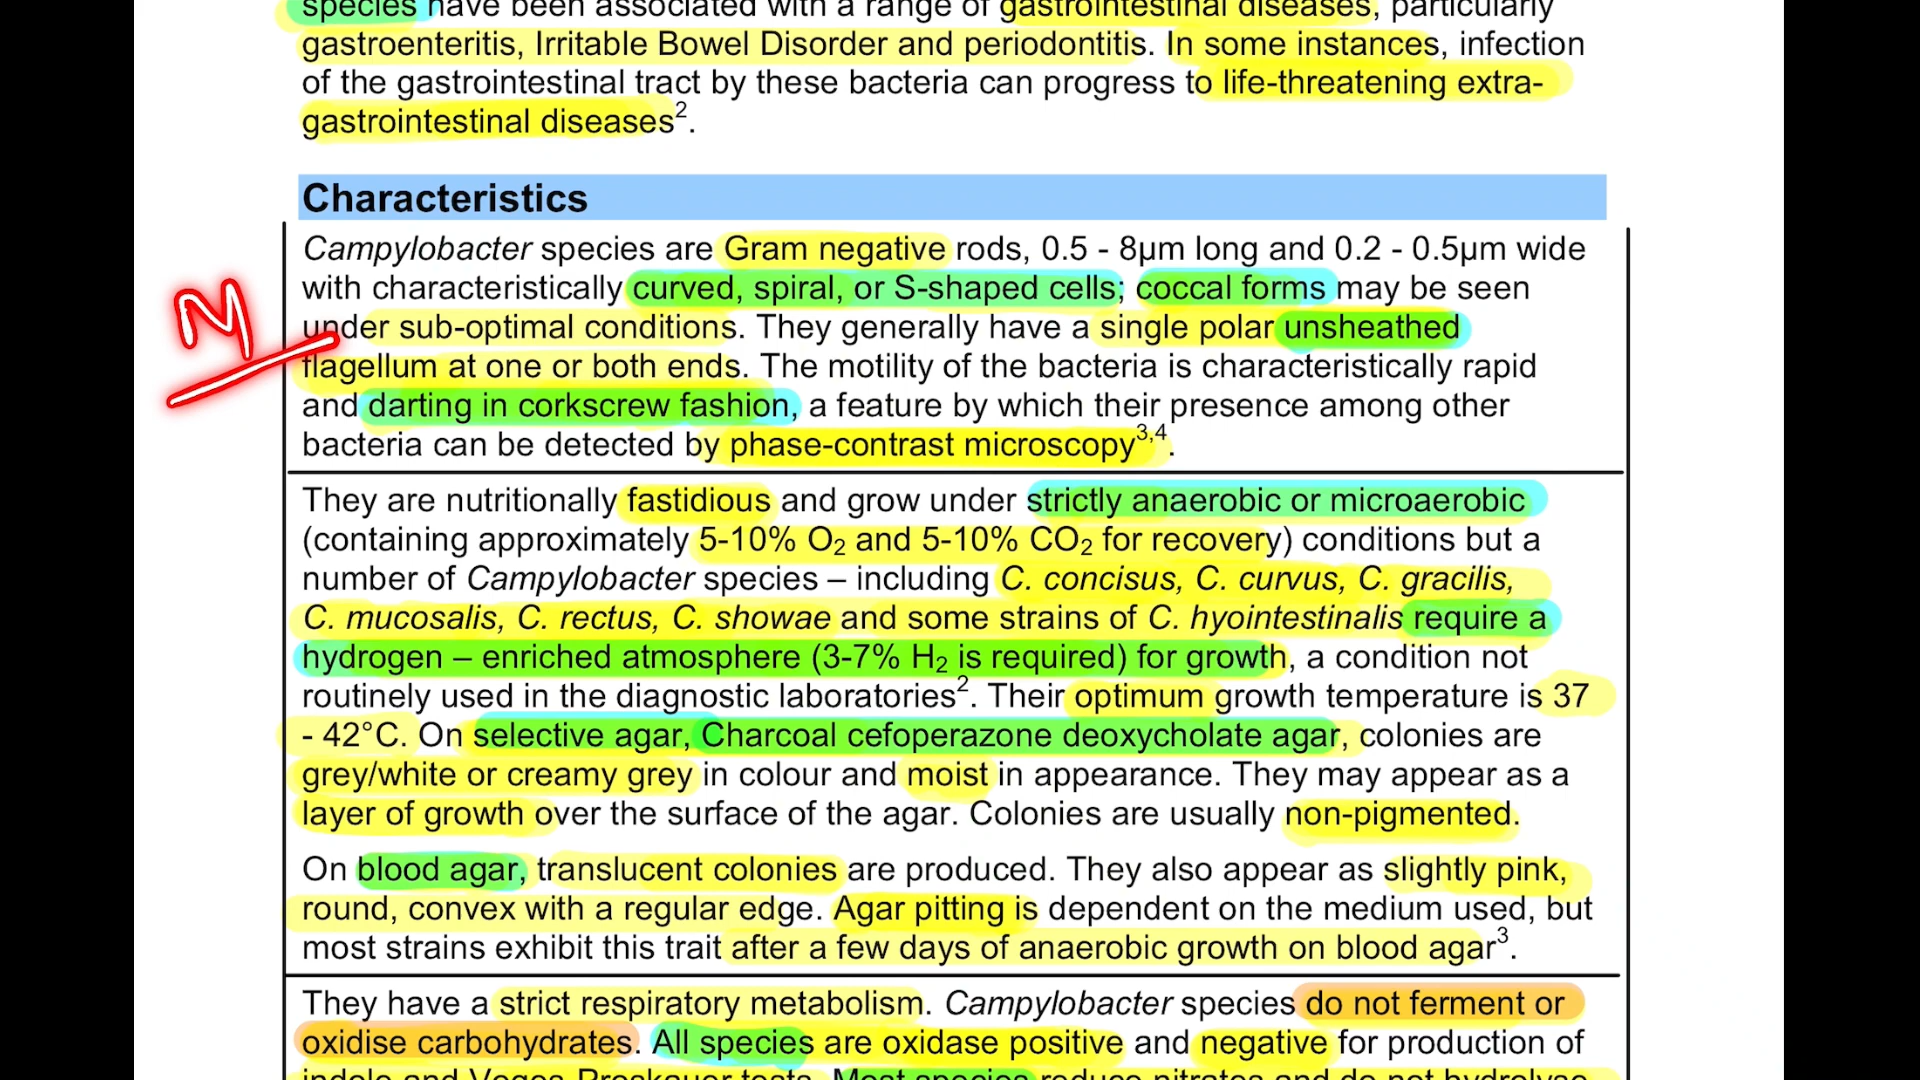 species have been associated with a range of gastrointestinal diseases, particularly
gastroenteritis, Irritable Bowel Disorder and periodontitis. In some instances, infection
of the gastrointestinal tract by these bacteria can progress to life-threatening extra-
gastrointestinal diseases².
Characteristics
Campylobacter species are Gram negative rods, 0.5 - 8µm long and 0.2 - 0.5µm wide
with characteristically curved, spiral, or S-shaped cells; coccal forms may be seen
M
under sub-optimal conditions. They generally have a single polar unsheathed
flagellum at one or both ends. The motility of the bacteria is characteristically rapid
and darting in corkscrew fashion, a feature by which their presence among other
bacteria can be detected by phase-contrast microscopy³,⁴.
They are nutritionally fastidious and grow under strictly anaerobic or microaerobic
(containing approximately 5-10% O₂ and 5-10% CO₂ for recovery) conditions but a
number of Campylobacter species – including C. concisus, C. curvus, C. gracilis,
C. mucosalis, C. rectus, C. showae and some strains of C. hyointestinalis require a
hydrogen – enriched atmosphere (3-7% H₂ is required) for growth, a condition not
routinely used in the diagnostic laboratories². Their optimum growth temperature is 37
- 42°C. On selective agar, Charcoal cefoperazone deoxycholate agar, colonies are
grey/white or creamy grey in colour and moist in appearance. They may appear as a
layer of growth over the surface of the agar. Colonies are usually non-pigmented.
On blood agar, translucent colonies are produced. They also appear as slightly pink,
round, convex with a regular edge. Agar pitting is dependent on the medium used, but
most strains exhibit this trait after a few days of anaerobic growth on blood agar³.
They have a strict respiratory metabolism. Campylobacter species do not ferment or
oxidise carbohydrates. All species are oxidase positive and negative for production of
indole and Voges-Proskauer tests. Most species reduce nitrates and do not hydrolyse